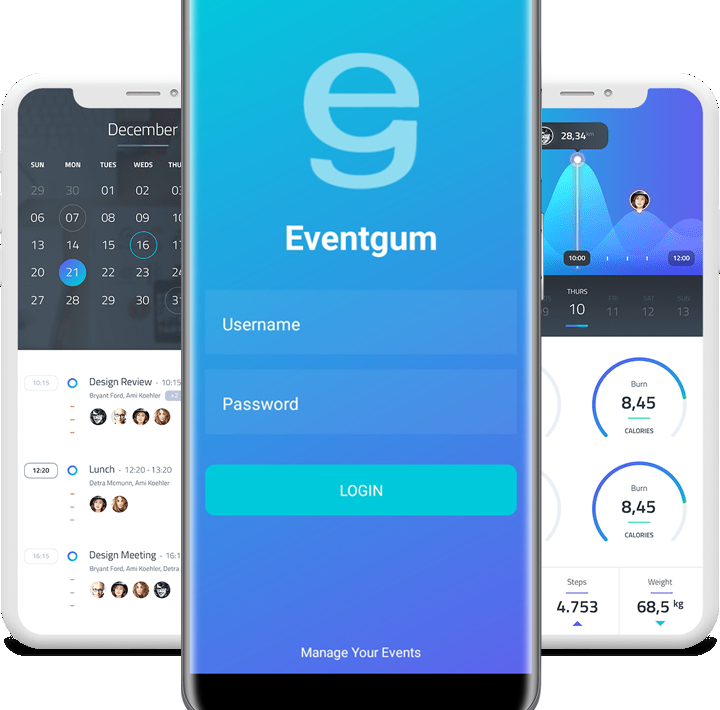 December
SUN MON TUES WEDS THU
29 30 01 02 03
06 07 08 09 10
13 14 15 16 17
20 21 22 23 24
27 28 29 30 31
10:15
Design Review - 10:15
Bryant Ford, Ami Koehler +2
12:20
Lunch - 12:20 - 13:20
Detra Mcmunn, Ami Koehler
16:15
Design Meeting - 16:1
Bryant Ford, Ami Koehler, Detra
eg
Eventgum
Username
Password
LOGIN
Manage Your Events
28,34 km
10:00 12:00
THURS FRI SAT SUN
9 10 11 12 13
Burn
8,45
CALORIES
Burn
8,45
CALORIES
Steps Weight
4.753 68,5 kg